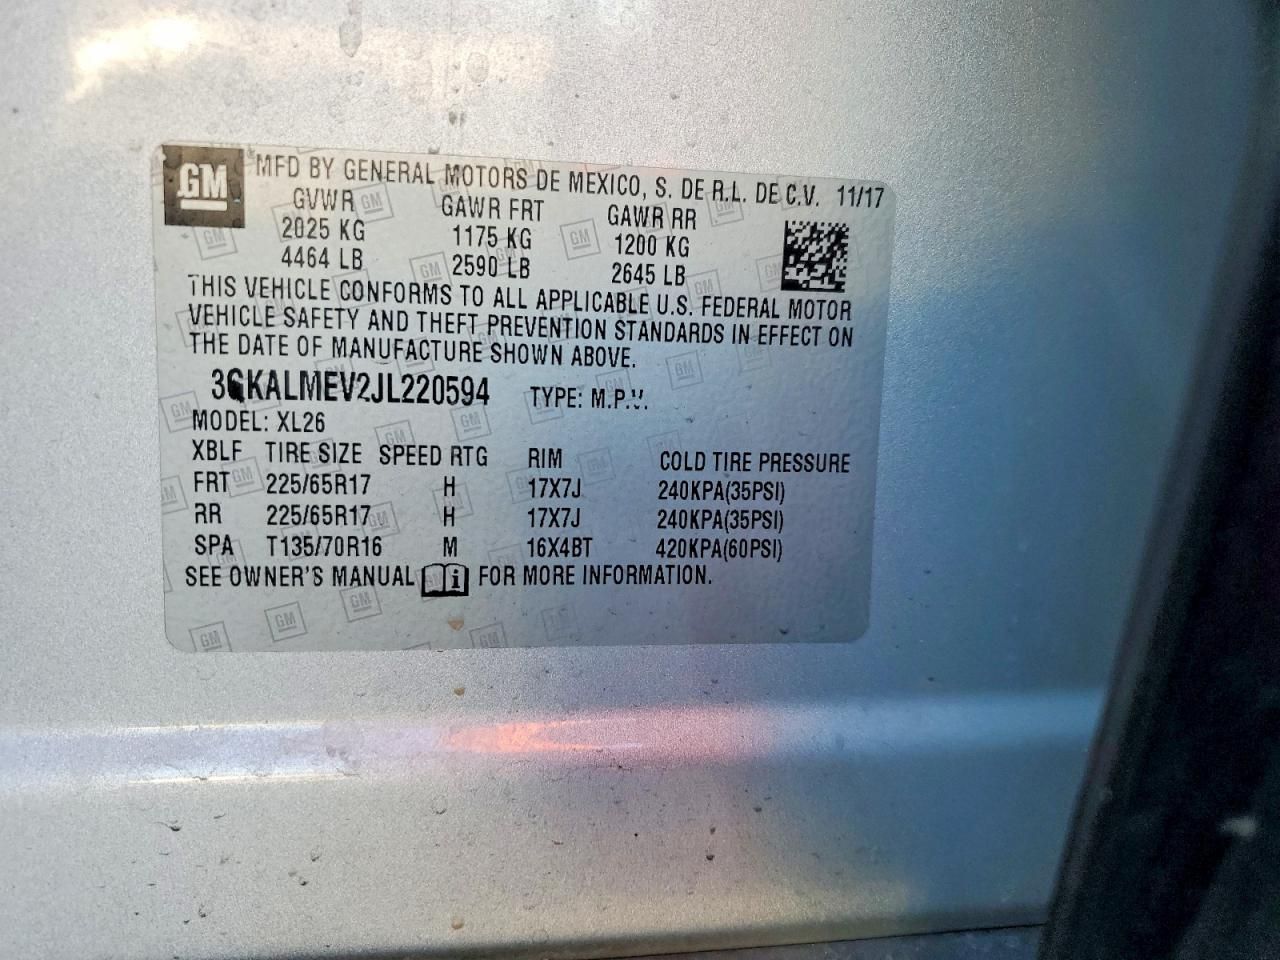 GM MFD BY GENERAL MOTORS DE MEXICO, S. DE R.L. DE C.V. 11/17
GVWR GAWR FRT GAWR RR
2025 KG 1175 KG 1200 KG
4464 LB 2590 LB 2645 LB
THIS VEHICLE CONFORMS TO ALL APPLICABLE U.S. FEDERAL MOTOR
VEHICLE SAFETY AND THEFT PREVENTION STANDARDS IN EFFECT ON
THE DATE OF MANUFACTURE SHOWN ABOVE.
3GKALMEV2JL220594 TYPE: M.P.V.
MODEL: XL26
XBLF TIRE SIZE SPEED RTG RIM COLD TIRE PRESSURE
FRT 225/65R17 H 17X7J 240KPA(35PSI)
RR 225/65R17 H 17X7J 240KPA(35PSI)
SPA T135/70R16 M 16X4BT 420KPA(60PSI)
SEE OWNER'S MANUAL FOR MORE INFORMATION.